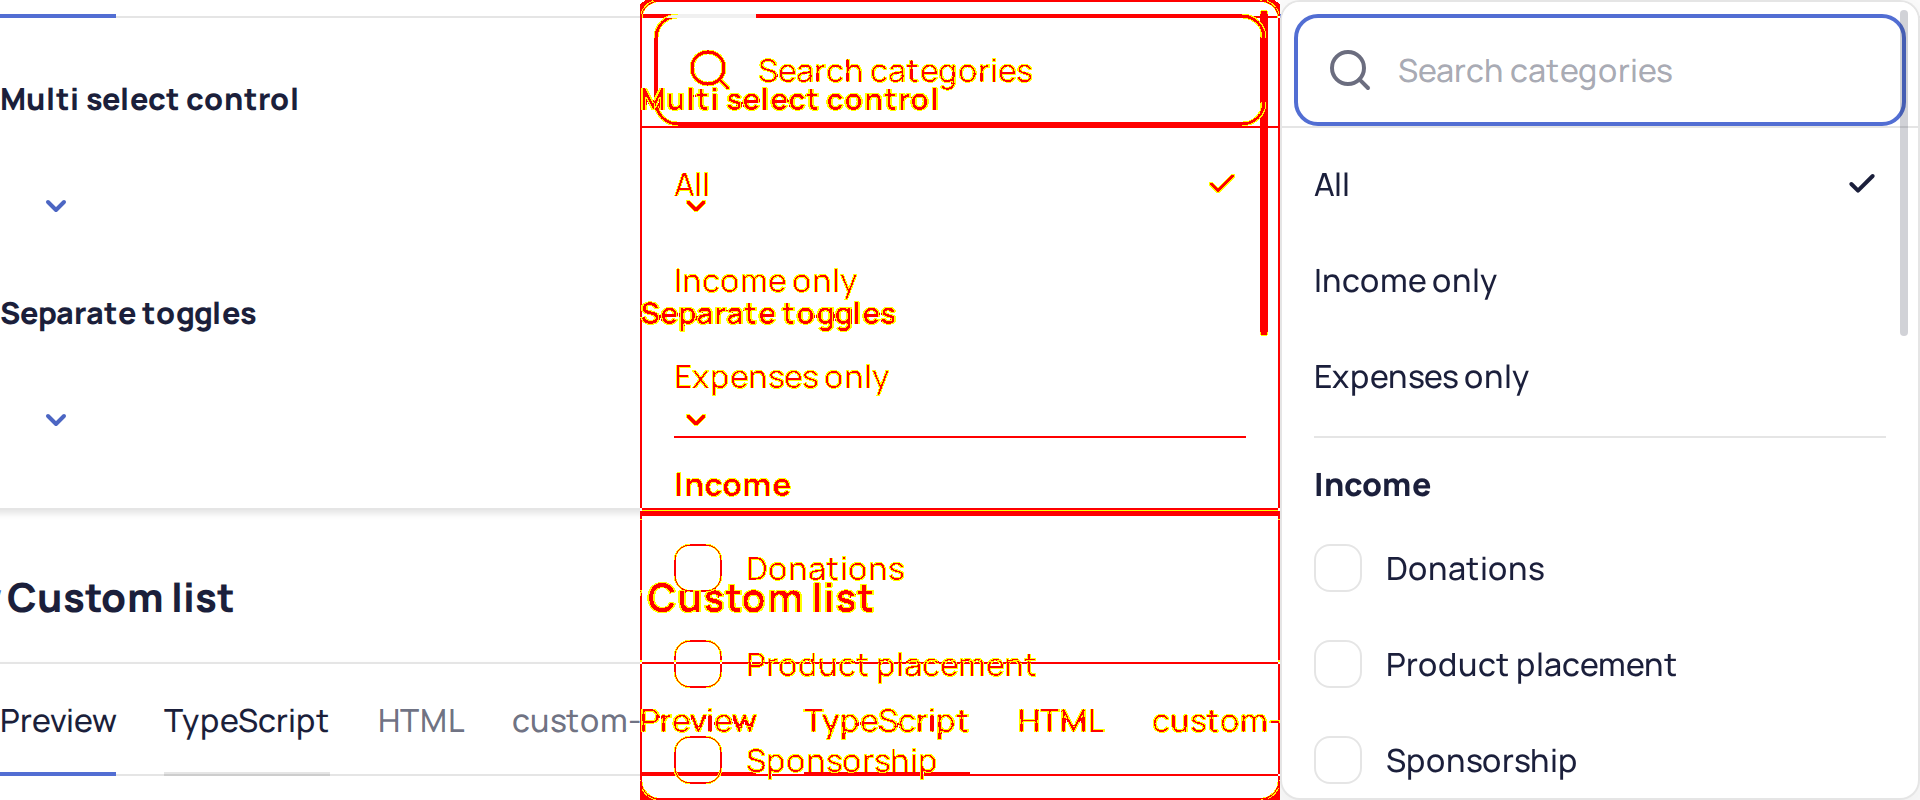 Multi select control
Separate toggles
Custom list
Preview TypeScript HTML custom-
Search categories
Multi select control
All
Income only
Separate toggles
Expenses only
Income
Donations
Custom list
Product placement
Preview TypeScript HTML custom-
Sponsorship
Search categories
All
Income only
Expenses only
Income
Donations
Product placement
Sponsorship